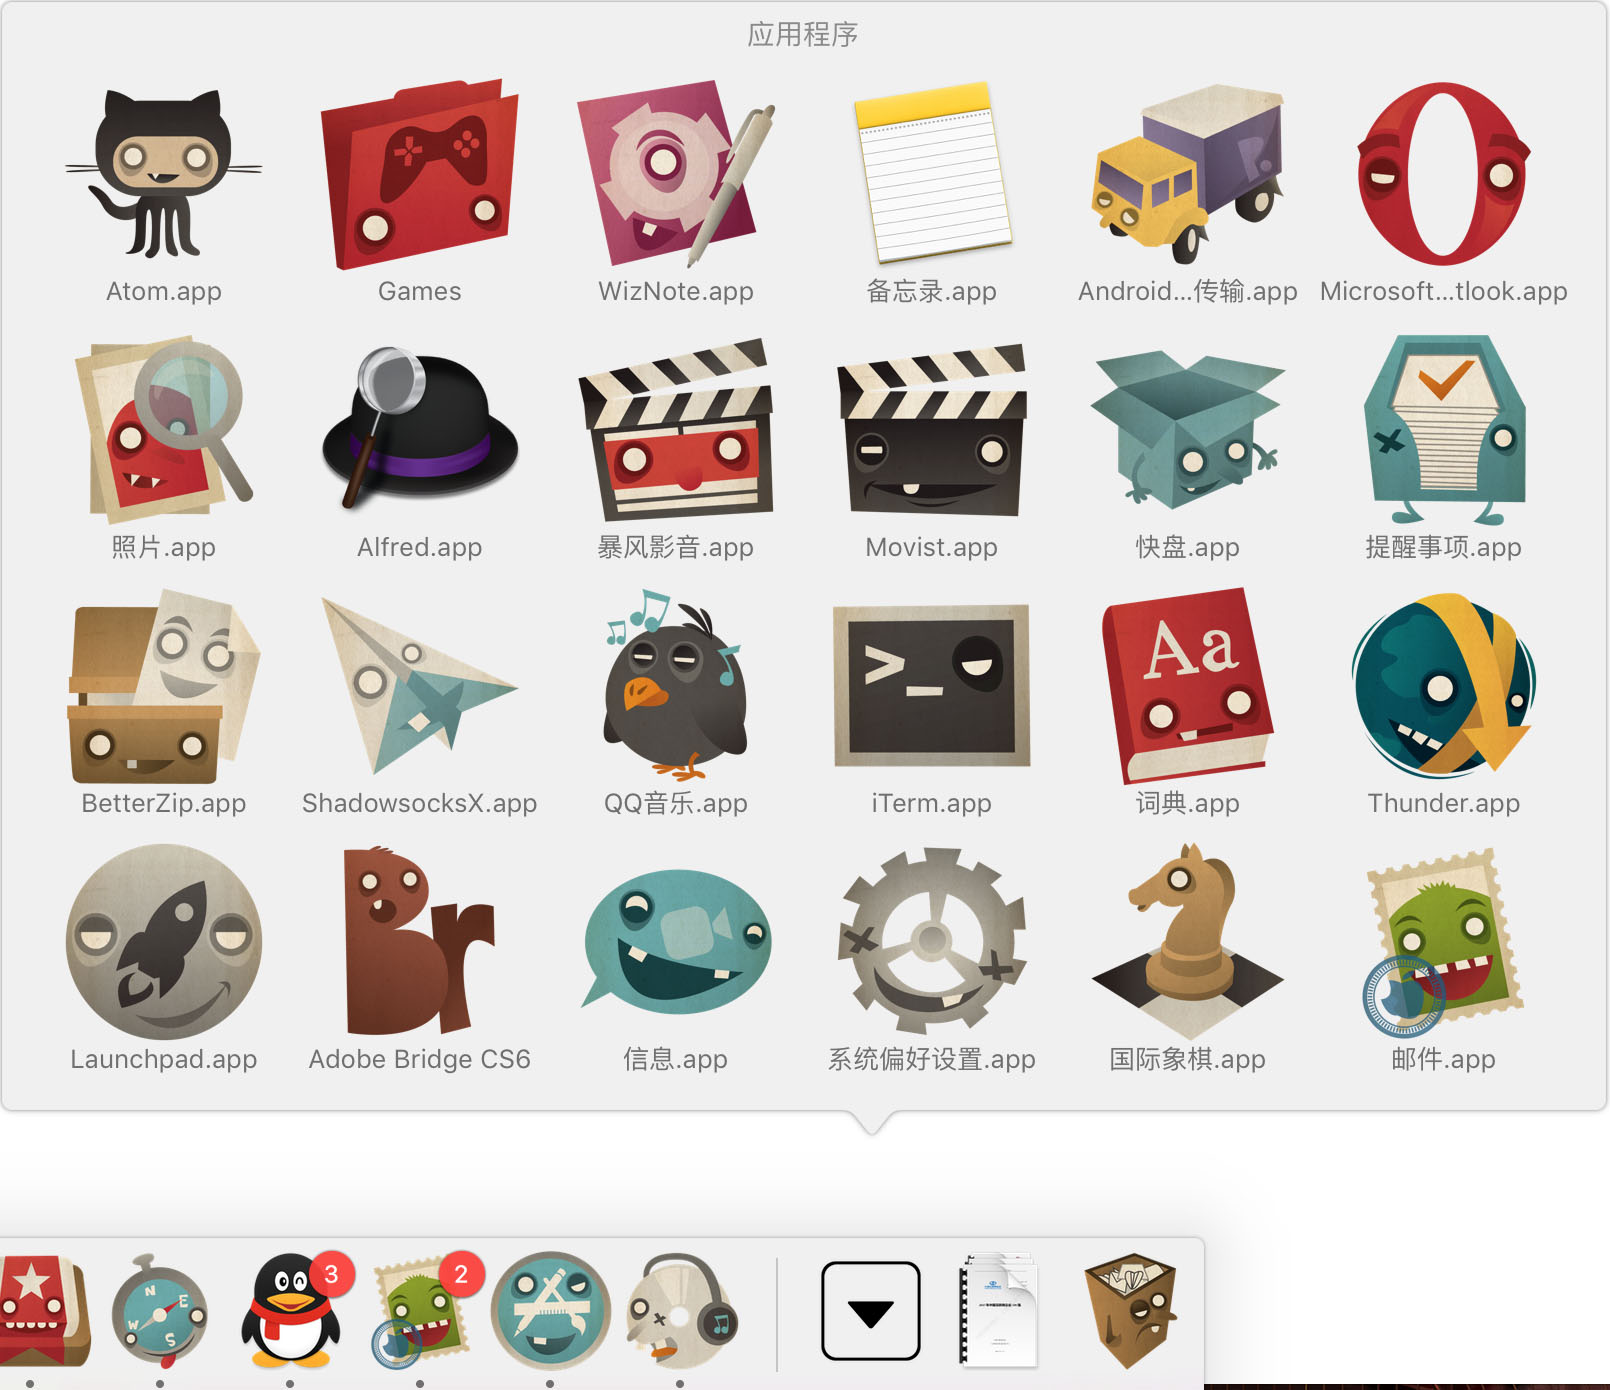 应用程序
Atom.app
Games
WizNote.app
备忘录.app
Android...传输.app
Microsoft...tlook.app
照片.app
Alfred.app
暴风影音.app
Movist.app
快盘.app
提醒事项.app
>_
Aa
BetterZip.app
ShadowsocksX.app
QQ音乐.app
iTerm.app
词典.app
Thunder.app
Br
Launchpad.app
Adobe Bridge CS6
信息.app
系统偏好设置.app
国际象棋.app
邮件.app
N
E
W
S
3
2